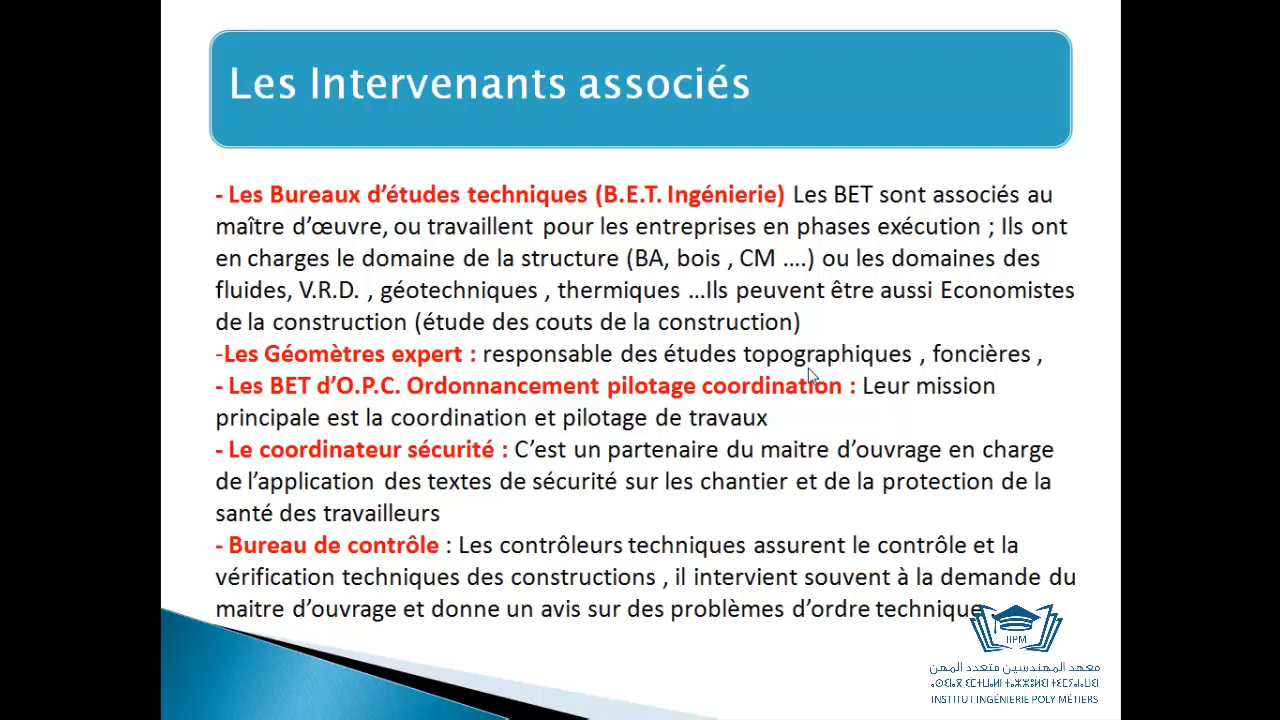 Les Intervenants associés
- Les Bureaux d’études techniques (B.E.T. Ingénierie) Les BET sont associés au
maître d’œuvre, ou travaillent pour les entreprises en phases exécution ; Ils ont
en charges le domaine de la structure (BA, bois , CM ….) ou les domaines des
fluides, V.R.D. , géotechniques , thermiques …Ils peuvent être aussi Economistes
de la construction (étude des couts de la construction)
-Les Géomètres expert : responsable des études topographiques , foncières ,
- Les BET d’O.P.C. Ordonnancement pilotage coordination : Leur mission
principale est la coordination et pilotage de travaux
- Le coordinateur sécurité : C’est un partenaire du maitre d’ouvrage en charge
de l’application des textes de sécurité sur les chantier et de la protection de la
santé des travailleurs
- Bureau de contrôle : Les contrôleurs techniques assurent le contrôle et la
vérification techniques des constructions , il intervient souvent à la demande du
maitre d’ouvrage et donne un avis sur des problèmes d’ordre technique .
IIPM
معهد المهندسين متعدد المهن
INSTITUT INGÉNIERIE POLY MÉTIERS